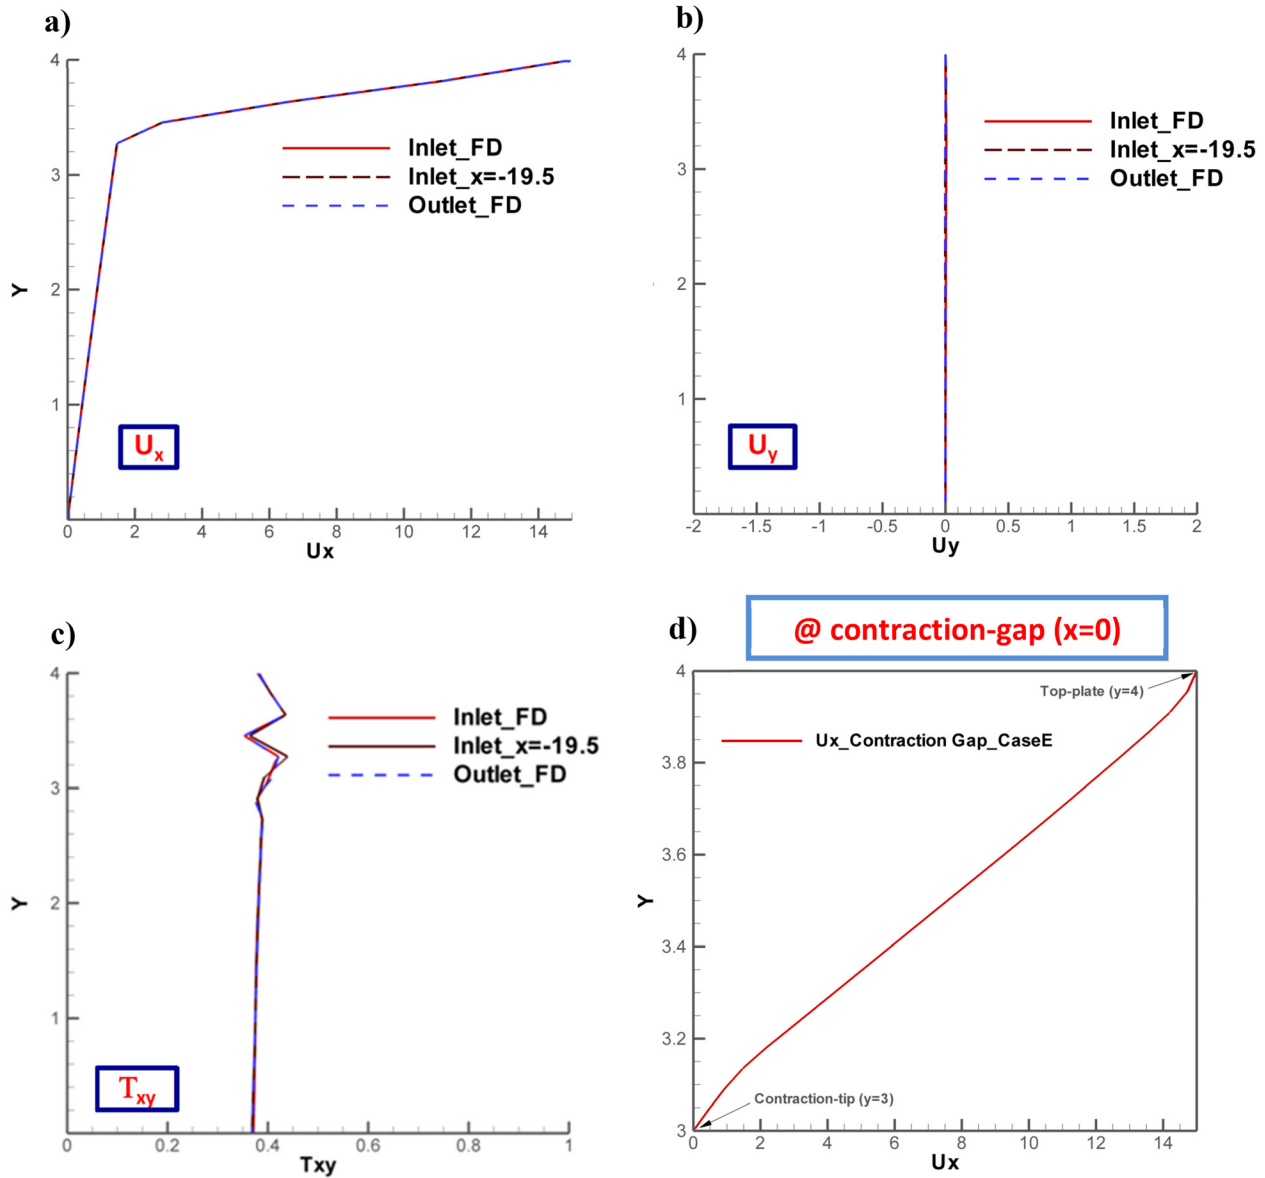 a)
4
3
2
1
0
2
4
6
8
10
12
14
Y
Ux
Inlet_FD
Inlet_x=-19.5
Outlet_FD
Ux
b)
4
3
2
1
-2
-1.5
-1
-0.5
0
0.5
1
1.5
2
Uy
Inlet_FD
Inlet_x=-19.5
Outlet_FD
Uy
c)
4
3
2
1
0
0.2
0.4
0.6
0.8
1
Y
Txy
Inlet_FD
Inlet_x=-19.5
Outlet_FD
Txy
d)
@ contraction-gap (x=0)
4
3.8
3.6
3.4
3.2
3
0
2
4
6
8
10
12
14
Y
Ux
Top-plate (y=4)
Ux_Contraction Gap_CaseE
Contraction-tip (y=3)